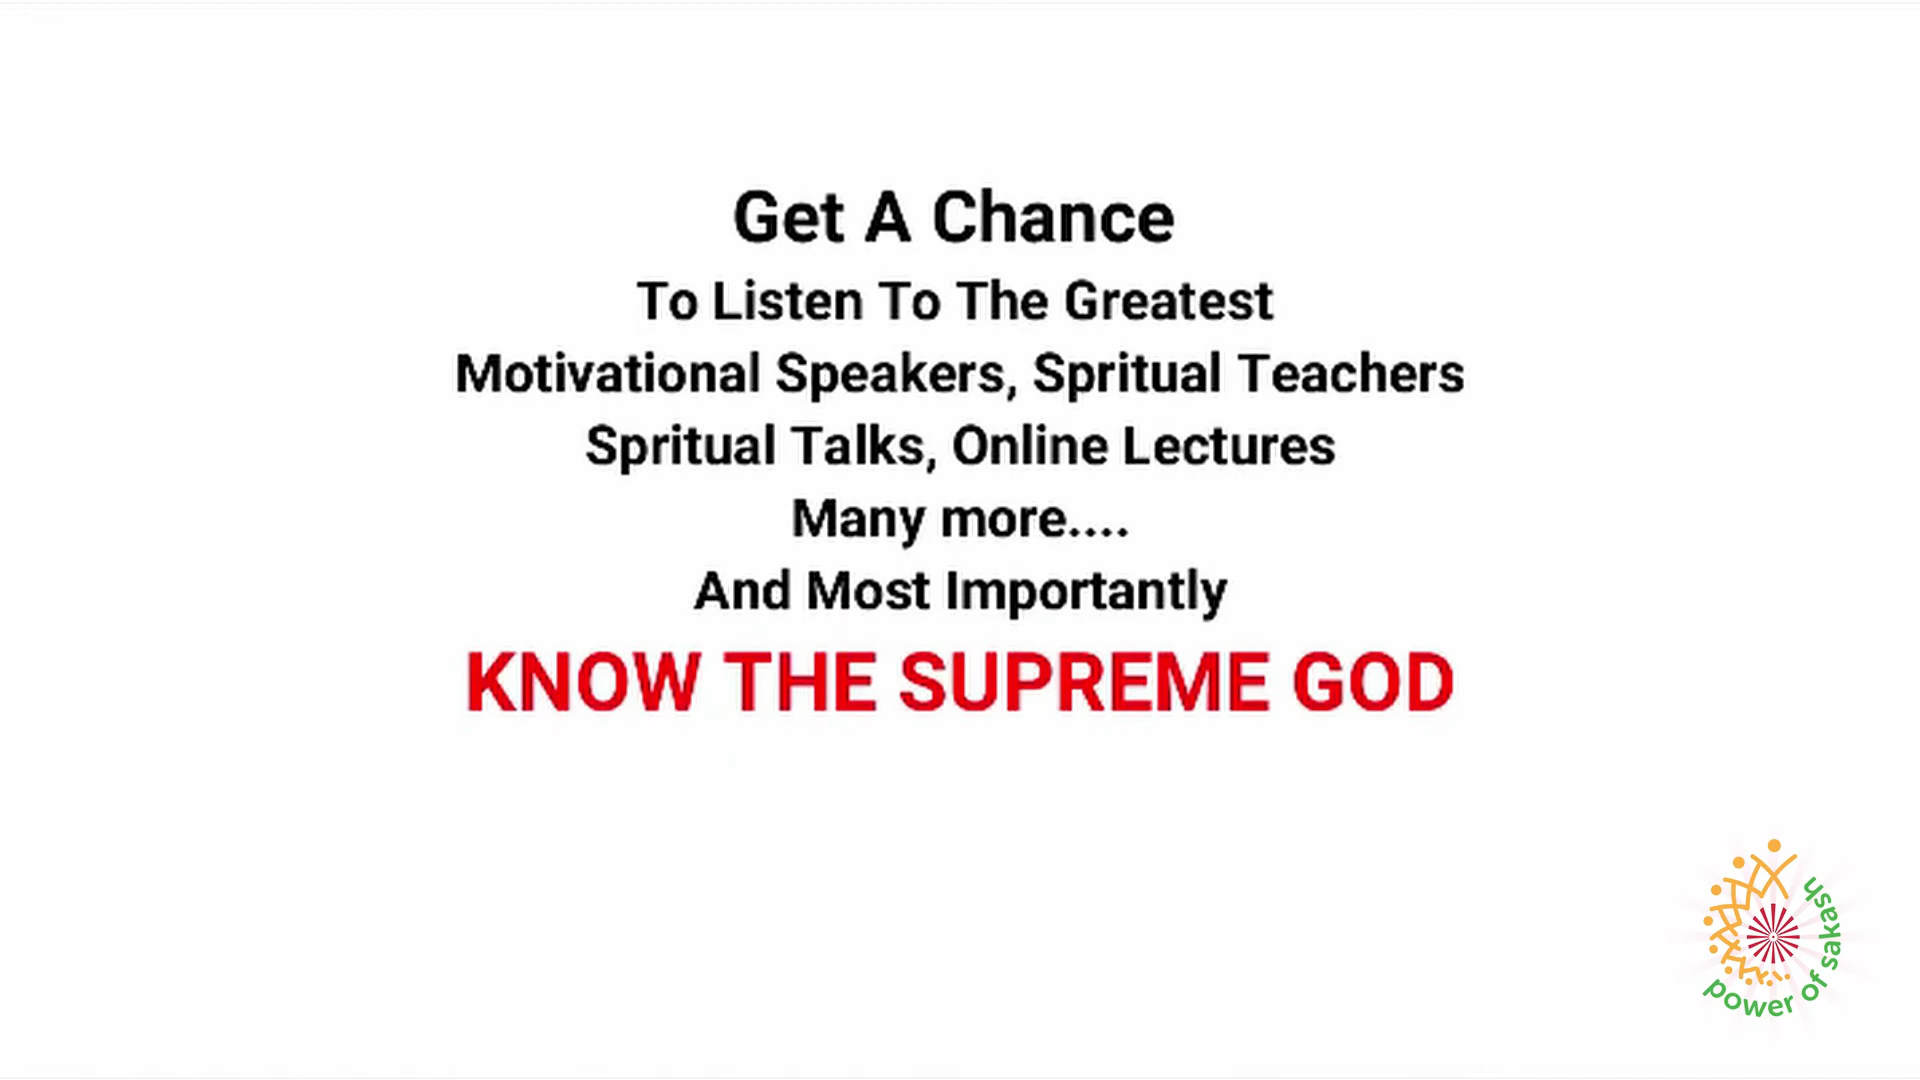 Get A Chance
To Listen To The Greatest
Motivational Speakers, Spritual Teachers
Spritual Talks, Online Lectures
Many more....
And Most Importantly
KNOW THE SUPREME GOD
power of sakash